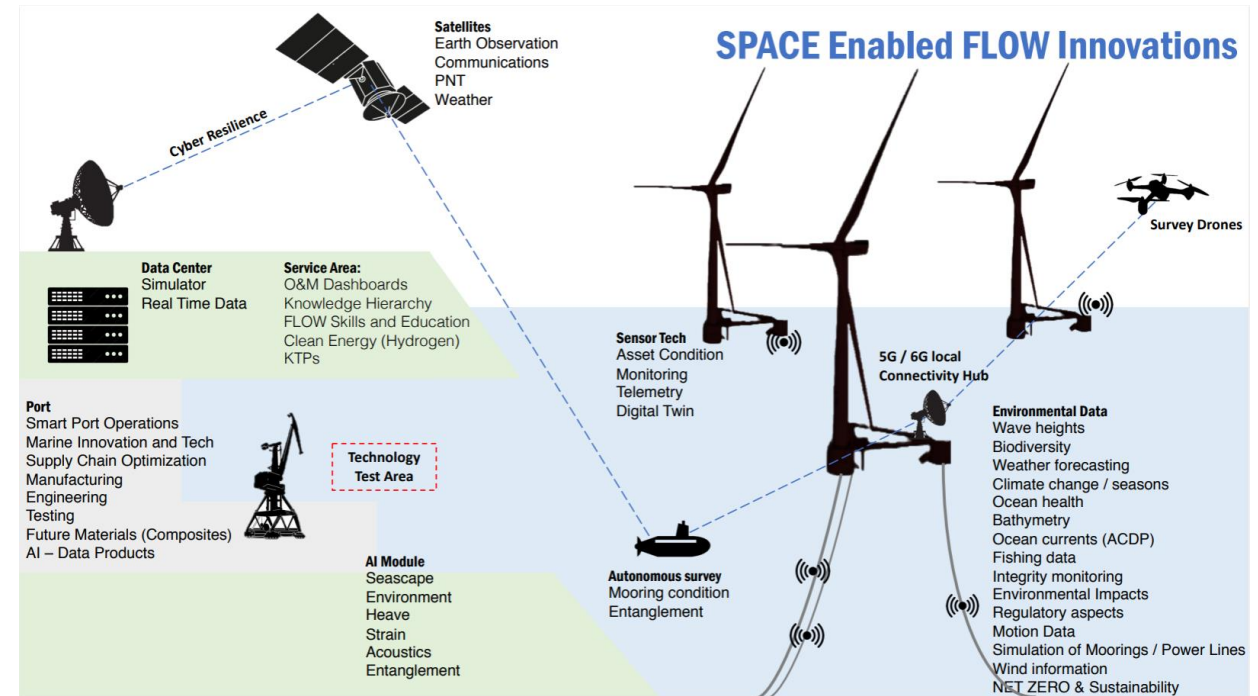 SPACE Enabled FLOW Innovations
Satellites
Earth Observation
Communications
PNT
Weather
Cyber Resilience
Survey Drones
Data Center
Simulator
Real Time Data
Service Area:
O&M Dashboards
Knowledge Hierarchy
FLOW Skills and Education
Clean Energy (Hydrogen)
KTPs
Sensor Tech
Asset Condition
Monitoring
Telemetry
Digital Twin
5G / 6G local
Connectivity Hub
Port
Smart Port Operations
Marine Innovation and Tech
Supply Chain Optimization
Manufacturing
Engineering
Testing
Future Materials (Composites)
AI – Data Products
Technology
Test Area
AI Module
Seascape
Environment
Heave
Strain
Acoustics
Entanglement
Autonomous survey
Mooring condition
Entanglement
Environmental Data
Wave heights
Biodiversity
Weather forecasting
Climate change / seasons
Ocean health
Bathymetry
Ocean currents (ACDP)
Fishing data
Integrity monitoring
Environmental Impacts
Regulatory aspects
Motion Data
Simulation of Moorings / Power Lines
Wind information
NET ZERO & Sustainability